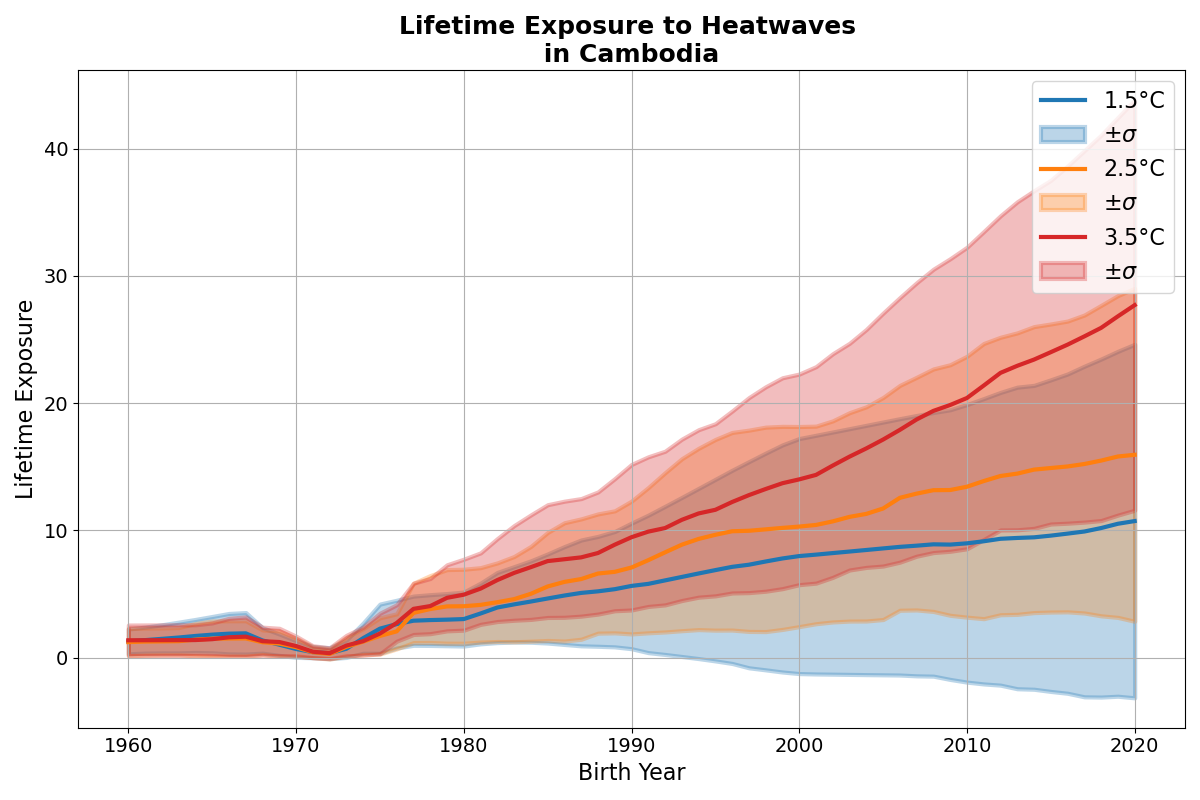 Lifetime Exposure to Heatwaves
in Cambodia
1.5°C
±σ
2.5°C
±σ
3.5°C
±σ
Lifetime Exposure
40
30
20
10
0
1960
1970
1980
1990
2000
2010
2020
Birth Year